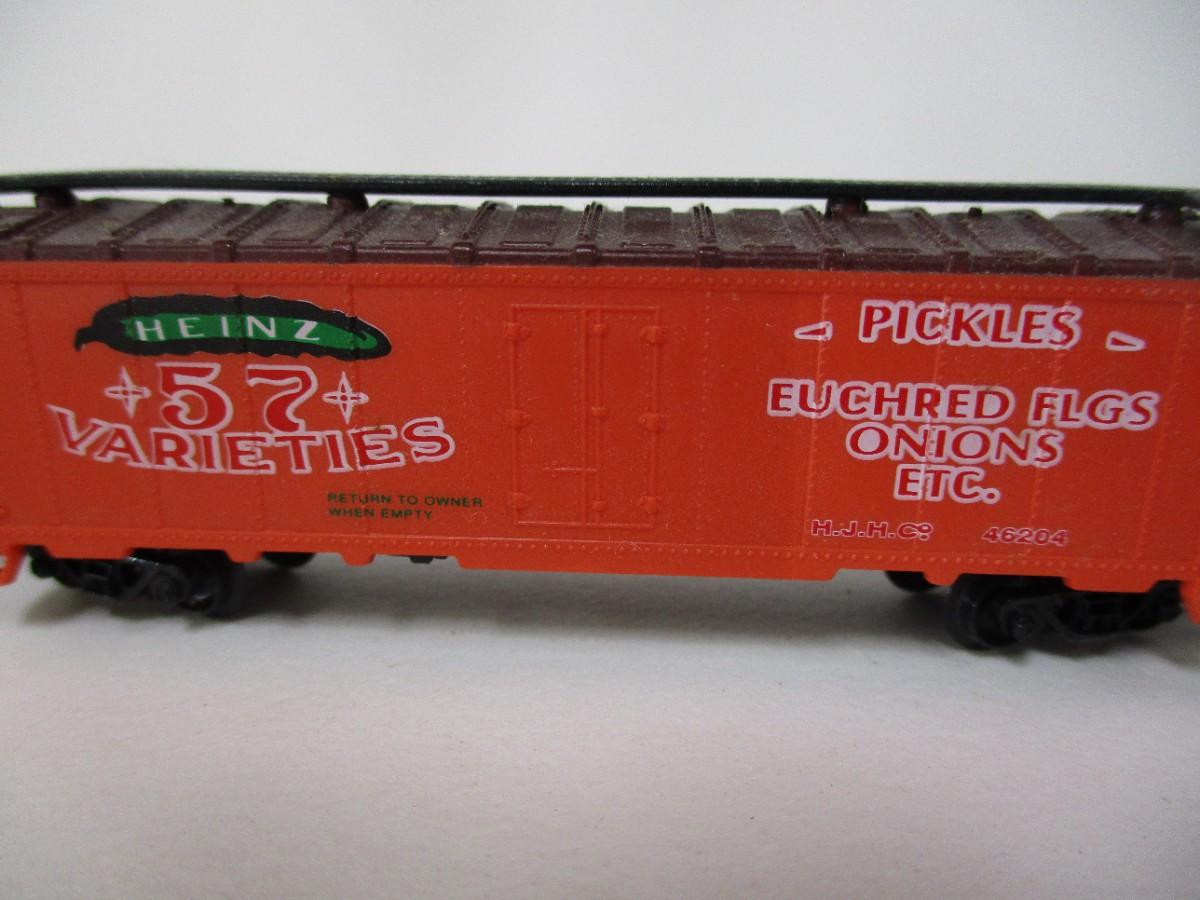 HEINZ
57
VARIETIES
RETURN TO OWNER
WHEN EMPTY
PICKLES
EUCHRED FLGS
ONIONS
ETC.
H.J.H.Co. 46204